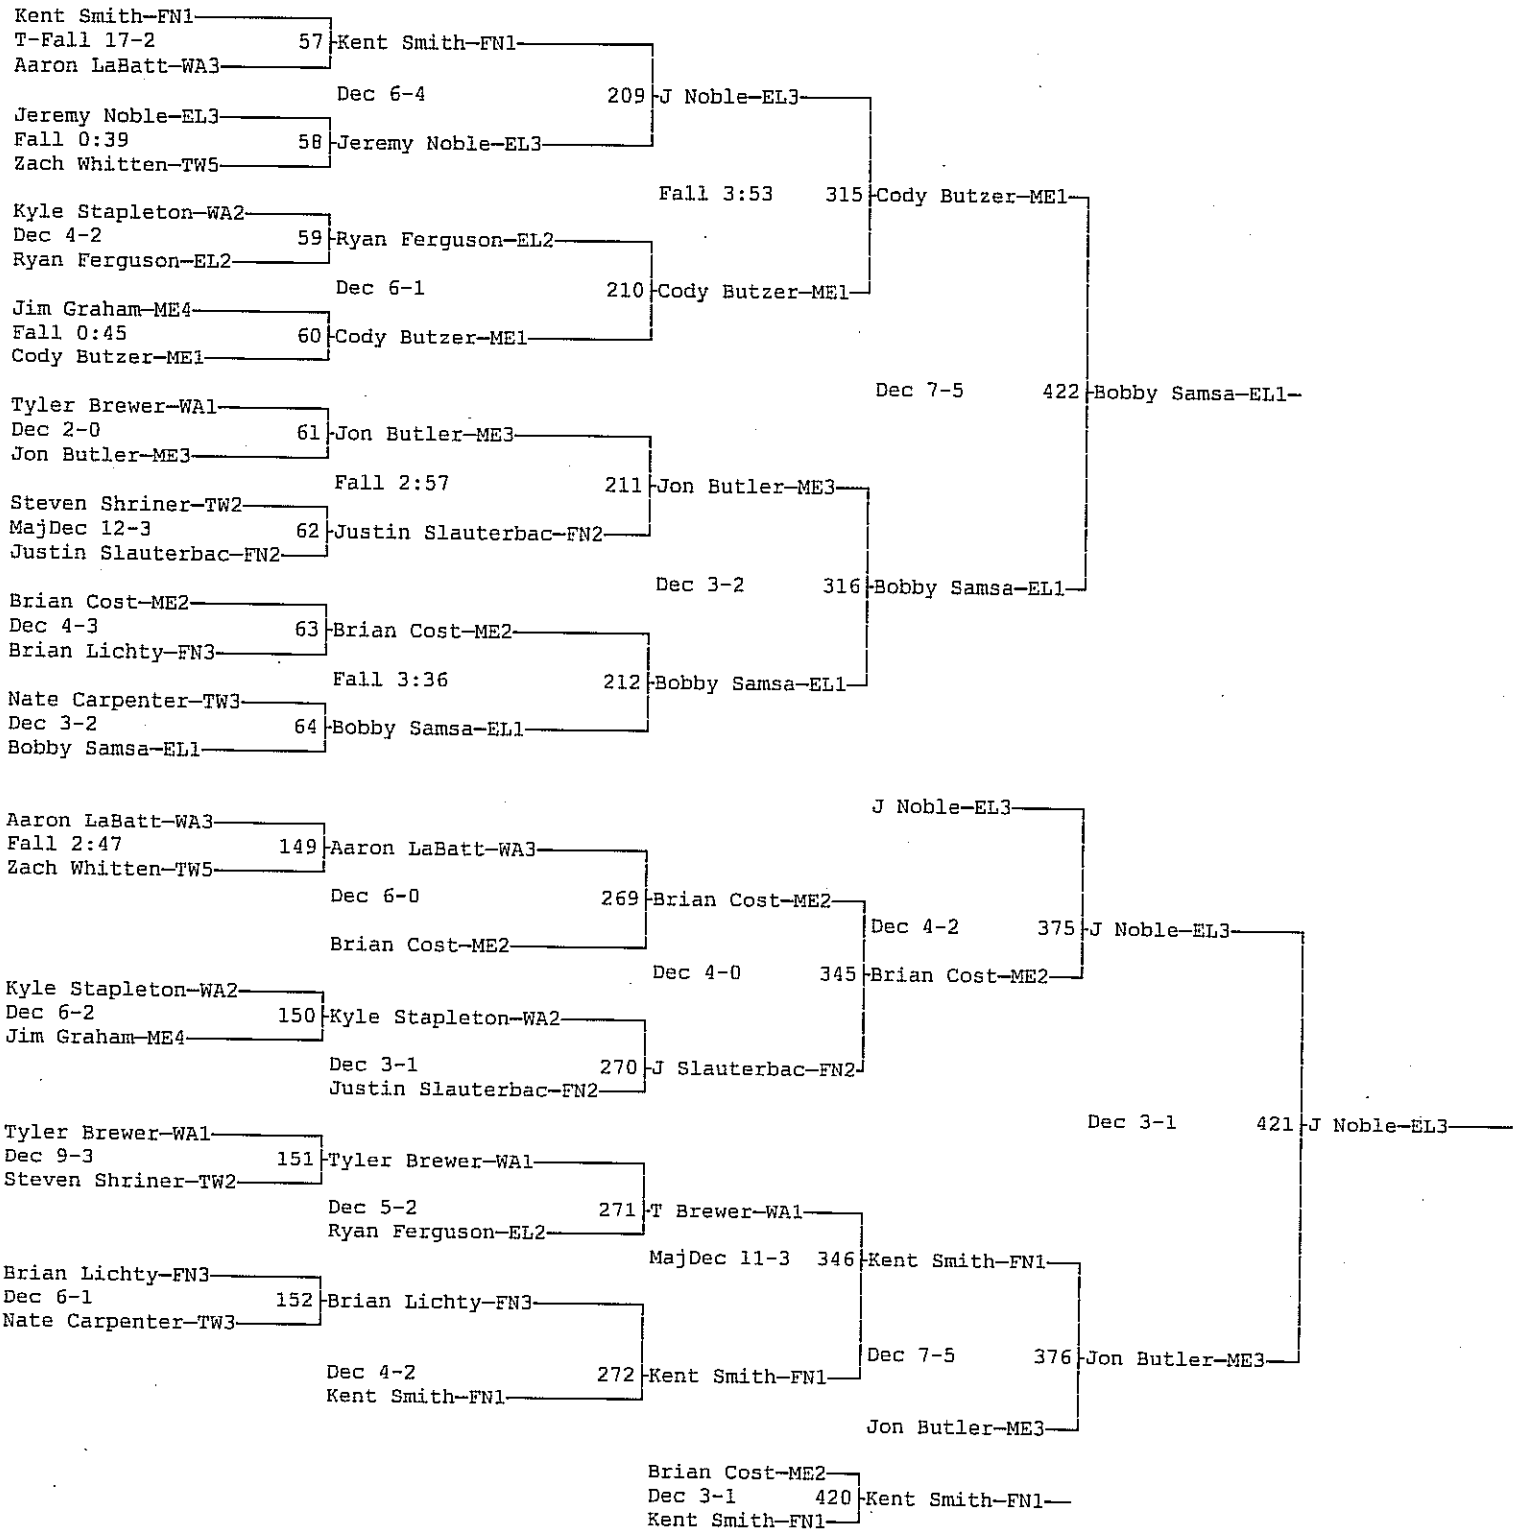 Kent Smith-FN1
T-Fall 17-2 57 Kent Smith-FN1
Aaron LaBatt-WA3
Dec 6-4 209 J Noble-EL3
Jeremy Noble-EL3
Fall 0:39 58 Jeremy Noble-EL3
Zach Whitten-TW5
Fall 3:53 315 Cody Butzer-ME1
Kyle Stapleton-WA2
Dec 4-2 59 Ryan Ferguson-EL2
Ryan Ferguson-EL2
Dec 6-1 210 Cody Butzer-ME1
Jim Graham-ME4
Fall 0:45 60 Cody Butzer-ME1
Cody Butzer-ME1
Dec 7-5 422 Bobby Samsa-EL1
Tyler Brewer-WA1
Dec 2-0 61 Jon Butler-ME3
Jon Butler-ME3
Fall 2:57 211 Jon Butler-ME3
Steven Shriner-TW2
MajDec 12-3 62 Justin Slauterbac-FN2
Justin Slauterbac-FN2
Dec 3-2 316 Bobby Samsa-EL1
Brian Cost-ME2
Dec 4-3 63 Brian Cost-ME2
Brian Lichty-FN3
Fall 3:36 212 Bobby Samsa-EL1
Nate Carpenter-TW3
Dec 3-2 64 Bobby Samsa-EL1
Bobby Samsa-EL1
J Noble-EL3
Aaron LaBatt-WA3
Fall 2:47 149 Aaron LaBatt-WA3
Zach Whitten-TW5
Dec 6-0 269 Brian Cost-ME2
Dec 4-2 375 J Noble-EL3
Brian Cost-ME2
Dec 4-0 345 Brian Cost-ME2
Kyle Stapleton-WA2
Dec 6-2 150 Kyle Stapleton-WA2
Jim Graham-ME4
Dec 3-1 270 J Slauterbac-FN2
Justin Slauterbac-FN2
Dec 3-1 421 J Noble-EL3
Tyler Brewer-WA1
Dec 9-3 151 Tyler Brewer-WA1
Steven Shriner-TW2
Dec 5-2 271 T Brewer-WA1
Ryan Ferguson-EL2
MajDec 11-3 346 Kent Smith-FN1
Brian Lichty-FN3
Dec 6-1 152 Brian Lichty-FN3
Nate Carpenter-TW3
Dec 7-5 376 Jon Butler-ME3
Dec 4-2 272 Kent Smith-FN1
Kent Smith-FN1
Jon Butler-ME3
Brian Cost-ME2
Dec 3-1 420 Kent Smith-FN1
Kent Smith-FN1